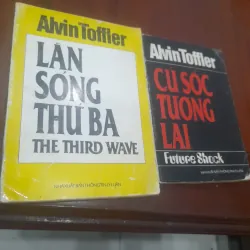 Alvin Toffler
LÀN
SÓNG
THỨ BA
THE THIRD WAVE
Alvin Toffler
CÚ SỐC
TƯƠNG
LAI
Future Shock